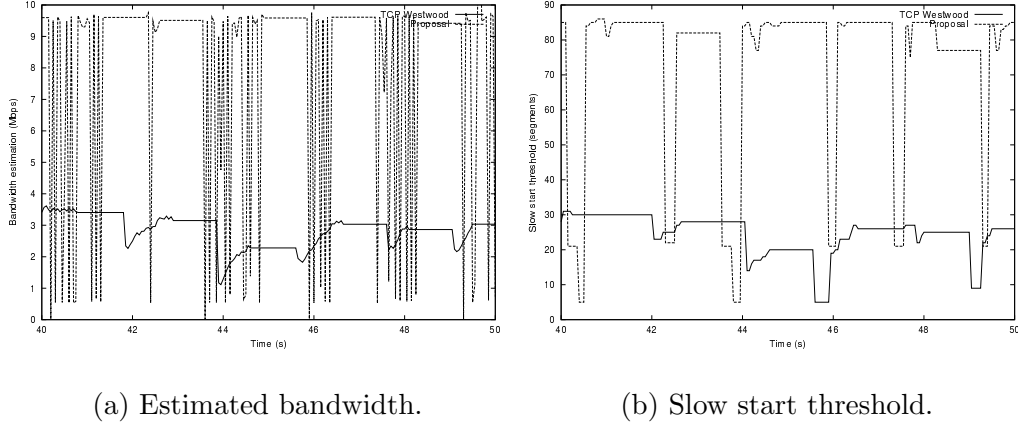 10
9
8
7
6
5
4
3
2
1
0
40 42 44 46 48 50
Bandwidth estimation (Mbps)
Time (s)
TCP Westwood
Proposal
90
80
70
60
50
40
30
20
10
0
40 42 44 46 48 50
Slow start threshold (segments)
Time (s)
TCP Westwood
Proposal
(a) Estimated bandwidth.
(b) Slow start threshold.